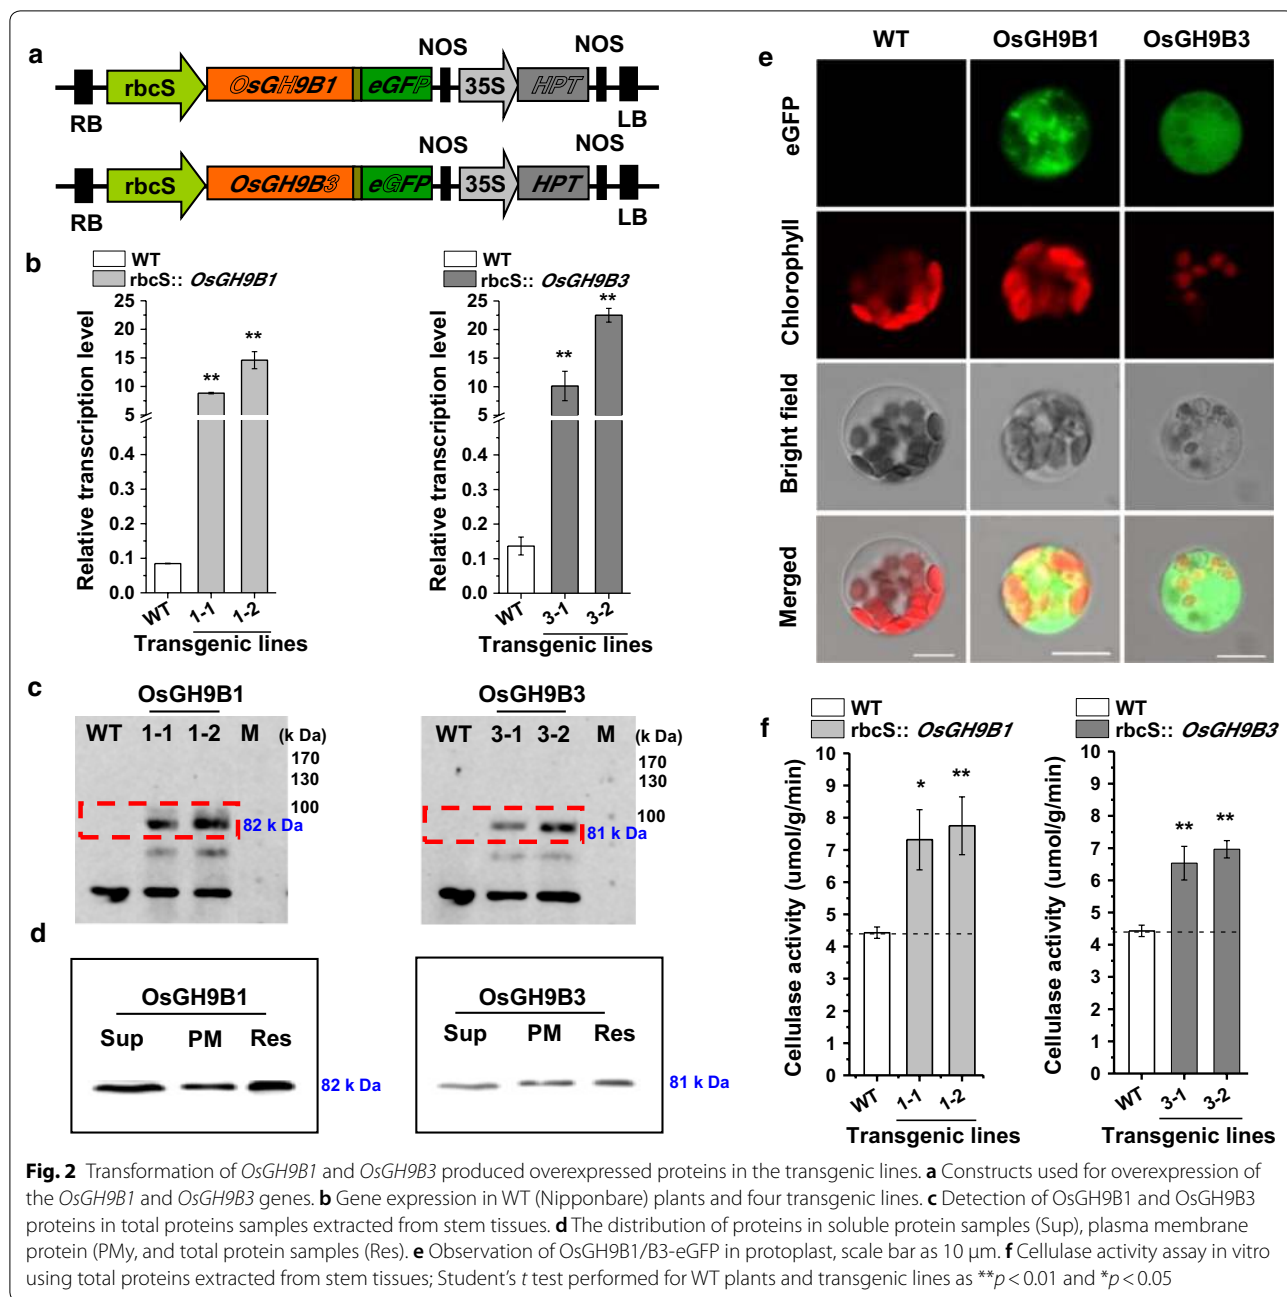 a
NOS NOS
rbcS OsGH9B1 eGFP 35S HPT
RB LB
NOS NOS
rbcS OsGH9B3 eGFP 35S HPT
RB LB
b
WT
rbcS:: OsGH9B1
Relative transcription level
25
20
15
10
5
0.4
0.3
0.2
0.1
0.0
** **
WT 1-1 1-2
Transgenic lines
WT
rbcS:: OsGH9B3
Relative transcription level
25
20
15
10
5
0.4
0.3
0.2
0.1
0.0
** **
WT 3-1 3-2
Transgenic lines
c
OsGH9B1
WT 1-1 1-2 M (k Da)
170
130
100
82 k Da
OsGH9B3
WT 3-1 3-2 M (k Da)
170
130
100
81 k Da
d
OsGH9B1
Sup PM Res
82 k Da
OsGH9B3
Sup PM Res
81 k Da
e
WT OsGH9B1 OsGH9B3
eGFP
Chlorophyll
Bright field
Merged
f
WT
rbcS:: OsGH9B1
Cellulase activity (umol/g/min)
10
9
8
7
6
5
4
3
2
1
0
* **
WT 1-1 1-2
Transgenic lines
WT
rbcS:: OsGH9B3
Cellulase activity (umol/g/min)
10
9
8
7
6
5
4
3
2
1
0
** **
WT 3-1 3-2
Transgenic lines
Fig. 2 Transformation of OsGH9B1 and OsGH9B3 produced overexpressed proteins in the transgenic lines. a Constructs used for overexpression of
the OsGH9B1 and OsGH9B3 genes. b Gene expression in WT (Nipponbare) plants and four transgenic lines. c Detection of OsGH9B1 and OsGH9B3
proteins in total proteins samples extracted from stem tissues. d The distribution of proteins in soluble protein samples (Sup), plasma membrane
protein (PMy, and total protein samples (Res). e Observation of OsGH9B1/B3-eGFP in protoplast, scale bar as 10 μm. f Cellulase activity assay in vitro
using total proteins extracted from stem tissues; Student's t test performed for WT plants and transgenic lines as **p < 0.01 and *p < 0.05